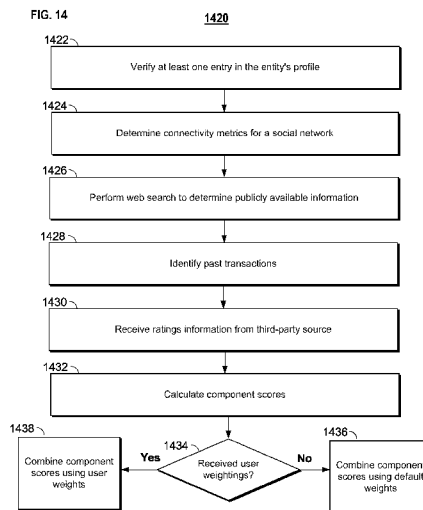 FIG. 14
1420
1422
Verify at least one entry in the entity's profile
1424
Determine connectivity metrics for a social network
1426
Perform web search to determine publicly available information
1428
Identify past transactions
1430
Receive ratings information from third-party source
1432
Calculate component scores
1438
Combine component
scores using user
weights
Yes
1434
Received user
weightings?
No
1436
Combine component
scores using default
weights